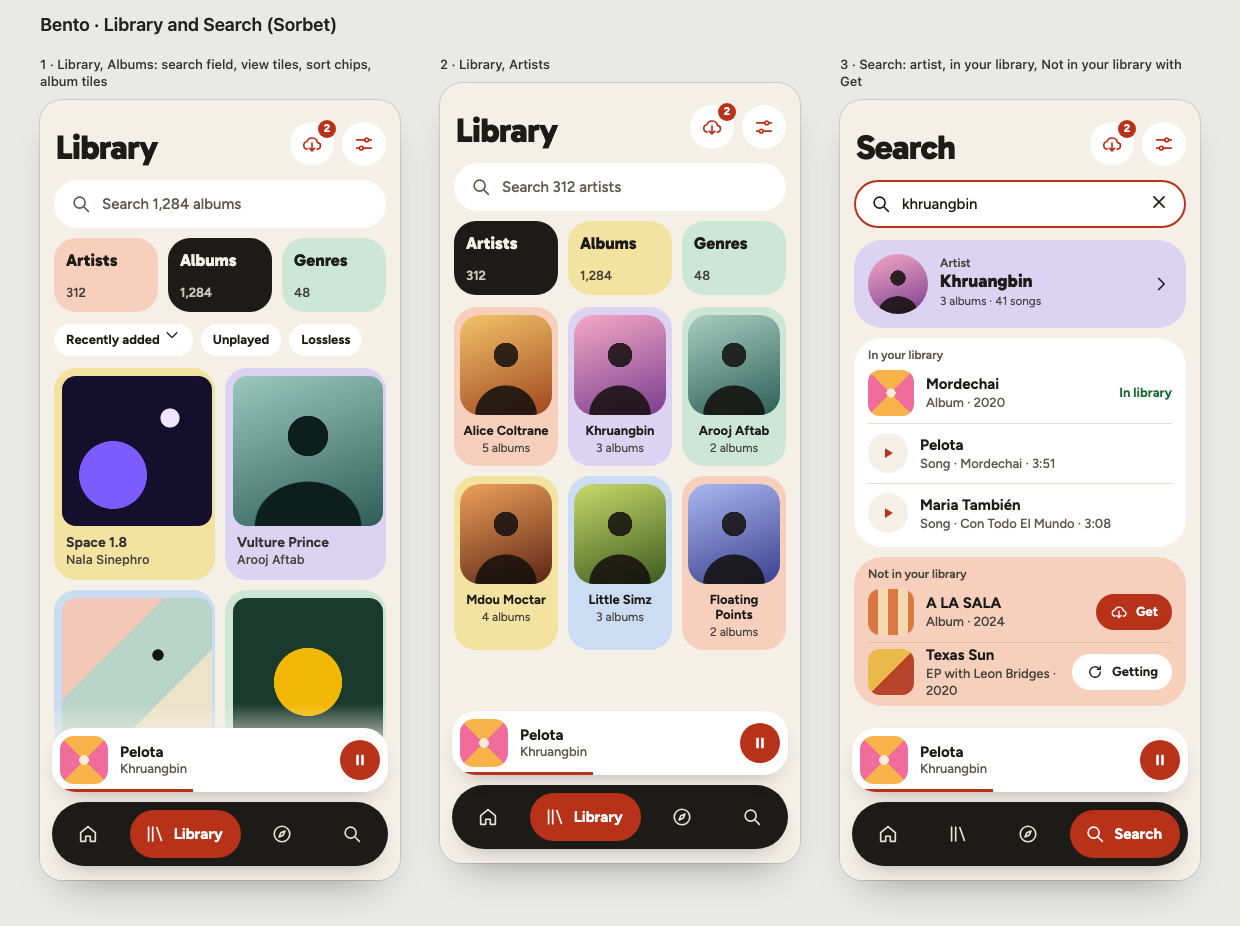 Bento · Library and Search (Sorbet)
1 · Library, Albums: search field, view tiles, sort chips,
album tiles
Library
2
Search 1,284 albums
Artists
312
Albums
1,284
Genres
48
Recently added
Unplayed
Lossless
Space 1.8
Nala Sinephro
Vulture Prince
Arooj Aftab
Pelota
Khruangbin
Library
2 · Library, Artists
Library
2
Search 312 artists
Artists
312
Albums
1,284
Genres
48
Alice Coltrane
5 albums
Khruangbin
3 albums
Arooj Aftab
2 albums
Mdou Moctar
4 albums
Little Simz
3 albums
Floating
Points
2 albums
Pelota
Khruangbin
Library
3 · Search: artist, in your library, Not in your library with
Get
Search
2
khruangbin
Artist
Khruangbin
3 albums · 41 songs
In your library
Mordechai
Album · 2020
In library
Pelota
Song · Mordechai · 3:51
Maria También
Song · Con Todo El Mundo · 3:08
Not in your library
A LA SALA
Album · 2024
Get
Texas Sun
EP with Leon Bridges ·
2020
Getting
Pelota
Khruangbin
Search